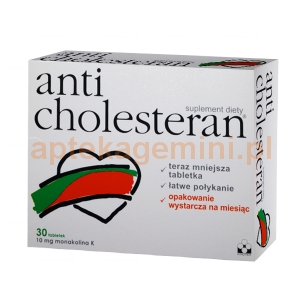 anti
cholesteran®
suplement diety
aptekagemini.pl
✓ teraz mniejsza
tabletka
✓ łatwe połykanie
✓ opakowanie
wystarcza na miesiąc
30 tabletek
10 mg monakolina K